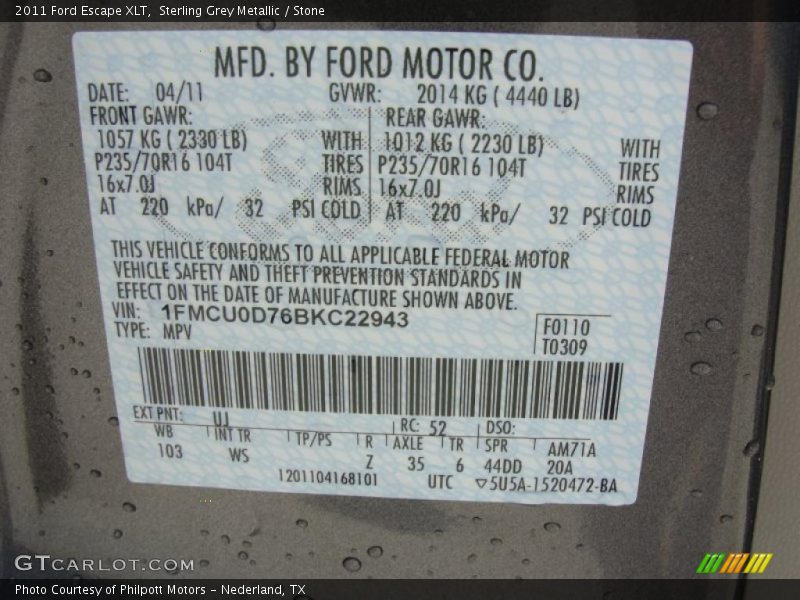 2011 Ford Escape XLT, Sterling Grey Metallic / Stone
MFD. BY FORD MOTOR CO.
DATE: 04/11 GVWR: 2014 KG ( 4440 LB)
FRONT GAWR: REAR GAWR:
1057 KG ( 2330 LB) WITH 1012 KG ( 2230 LB) WITH
P235/70R16 104T TIRES P235/70R16 104T TIRES
16x7.0J RIMS 16x7.0J RIMS
AT 220 kPa/ 32 PSI COLD AT 220 kPa/ 32 PSI COLD
THIS VEHICLE CONFORMS TO ALL APPLICABLE FEDERAL MOTOR
VEHICLE SAFETY AND THEFT PREVENTION STANDARDS IN
EFFECT ON THE DATE OF MANUFACTURE SHOWN ABOVE.
VIN: 1FMCU0D76BKC22943
TYPE: MPV
F0110
T0309
EXT PNT: UJ RC: 52 DSO:
WB INT TR TP/PS R AXLE TR SPR AM71A
103 WS Z 35 6 44DD 20A
1201104168101 UTC ▽5U5A-1520472-BA
GTCARLOT.COM
Photo Courtesy of Philpott Motors - Nederland, TX